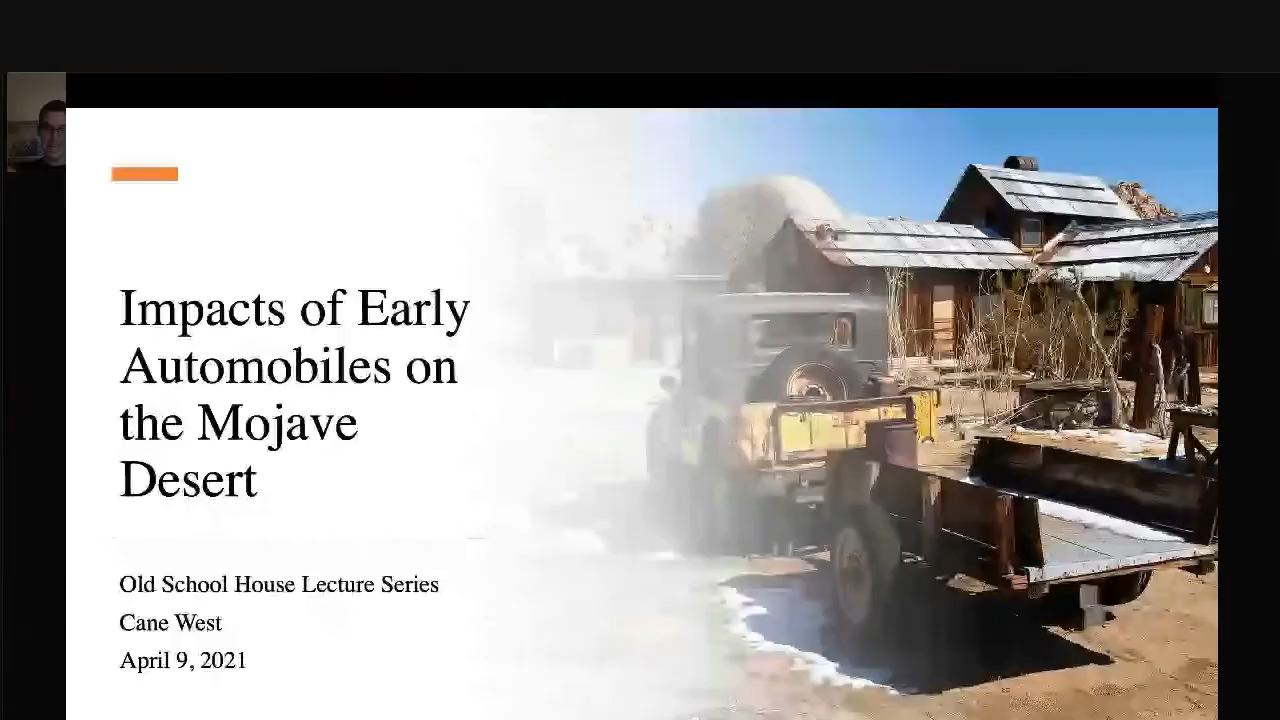 Impacts of Early
Automobiles on
the Mojave
Desert
Old School House Lecture Series
Cane West
April 9, 2021